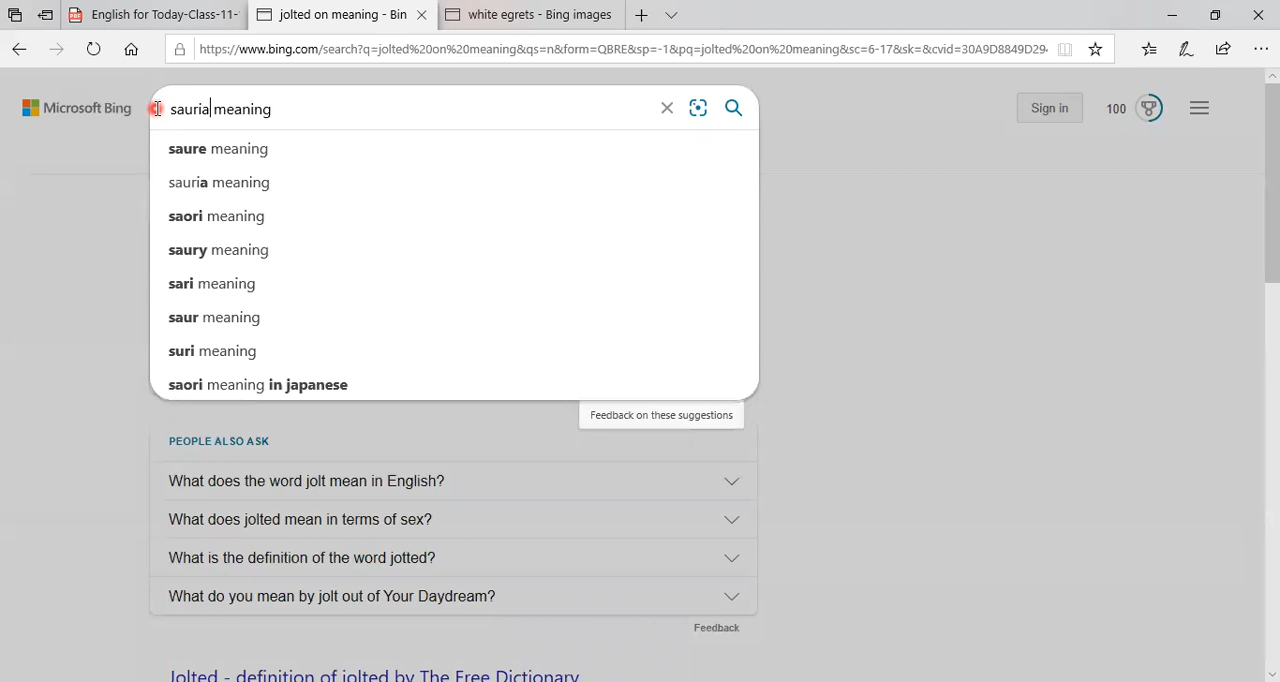 English for Today-Class-11-
jolted on meaning - Bin
white egrets - Bing images
https://www.bing.com/search?q=jolted%20on%20meaning&qs=n&form=QBRE&sp=-1&pq=jolted%20on%20meaning&sc=6-17&sk=&cvid=30A9D8849D294
Microsoft Bing
sauria meaning
Sign in
100
saure meaning
sauria meaning
saori meaning
saury meaning
sari meaning
saur meaning
suri meaning
saori meaning in japanese
Feedback on these suggestions
PEOPLE ALSO ASK
What does the word jolt mean in English?
What does jolted mean in terms of sex?
What is the definition of the word jotted?
What do you mean by jolt out of Your Daydream?
Feedback
Jolted - definition of jolted by The Free Dictionary